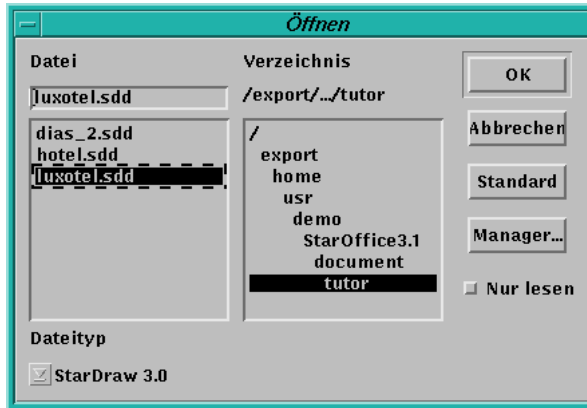 Öffnen
Datei
luxotel.sdd
dias_2.sdd
hotel.sdd
luxotel.sdd
Dateityp
StarDraw 3.0
Verzeichnis
/export/.../tutor
/
export
home
usr
demo
StarOffice3.1
document
tutor
OK
Abbrechen
Standard
Manager...
Nur lesen